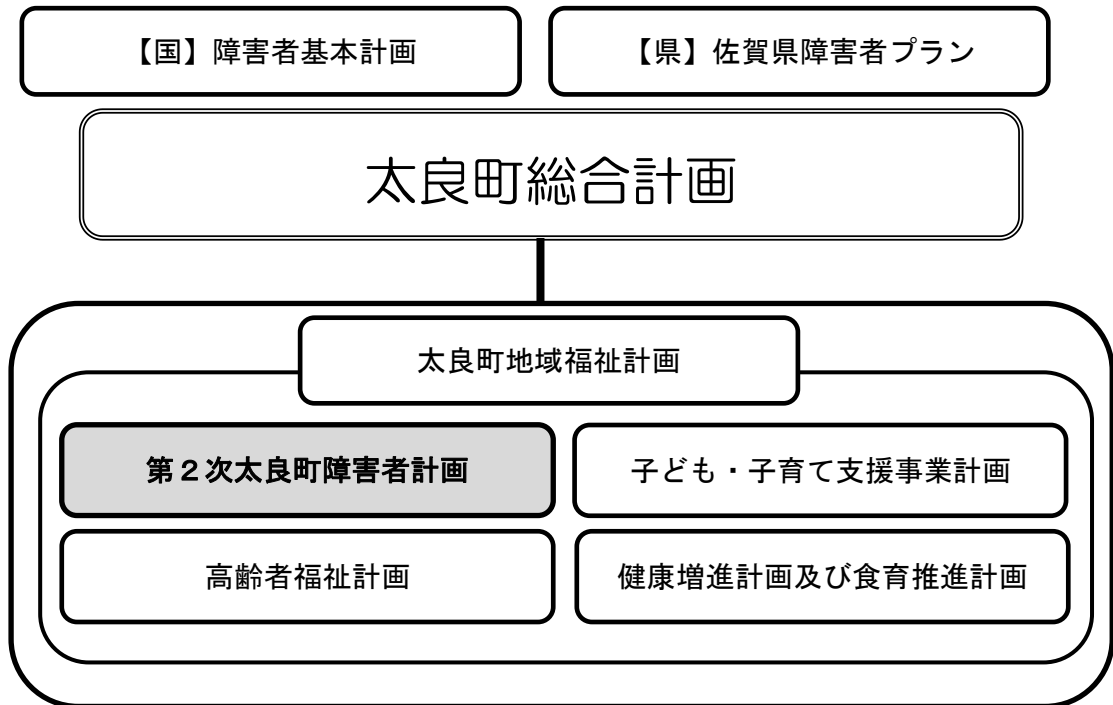 【国】障害者基本計画
【県】佐賀県障害者プラン
太良町総合計画
太良町地域福祉計画
第２次太良町障害者計画
子ども・子育て支援事業計画
高齢者福祉計画
健康増進計画及び食育推進計画